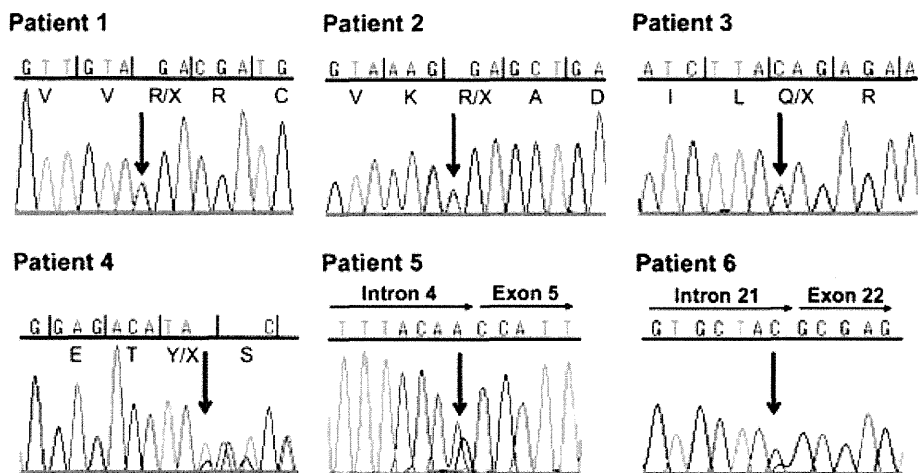 Patient 1
G T T G T A G A C G A T G
V V R/X R C
Patient 2
G T A A A G G A G C T G A
V K R/X A D
Patient 3
A T C T T A C A G A G A A
I L Q/X R
Patient 4
G G A G A C A T A C
E T Y/X S
Patient 5
Intron 4 Exon 5
T T T A C A A C C A T T
Patient 6
Intron 21 Exon 22
G T G C T A C G C G A G